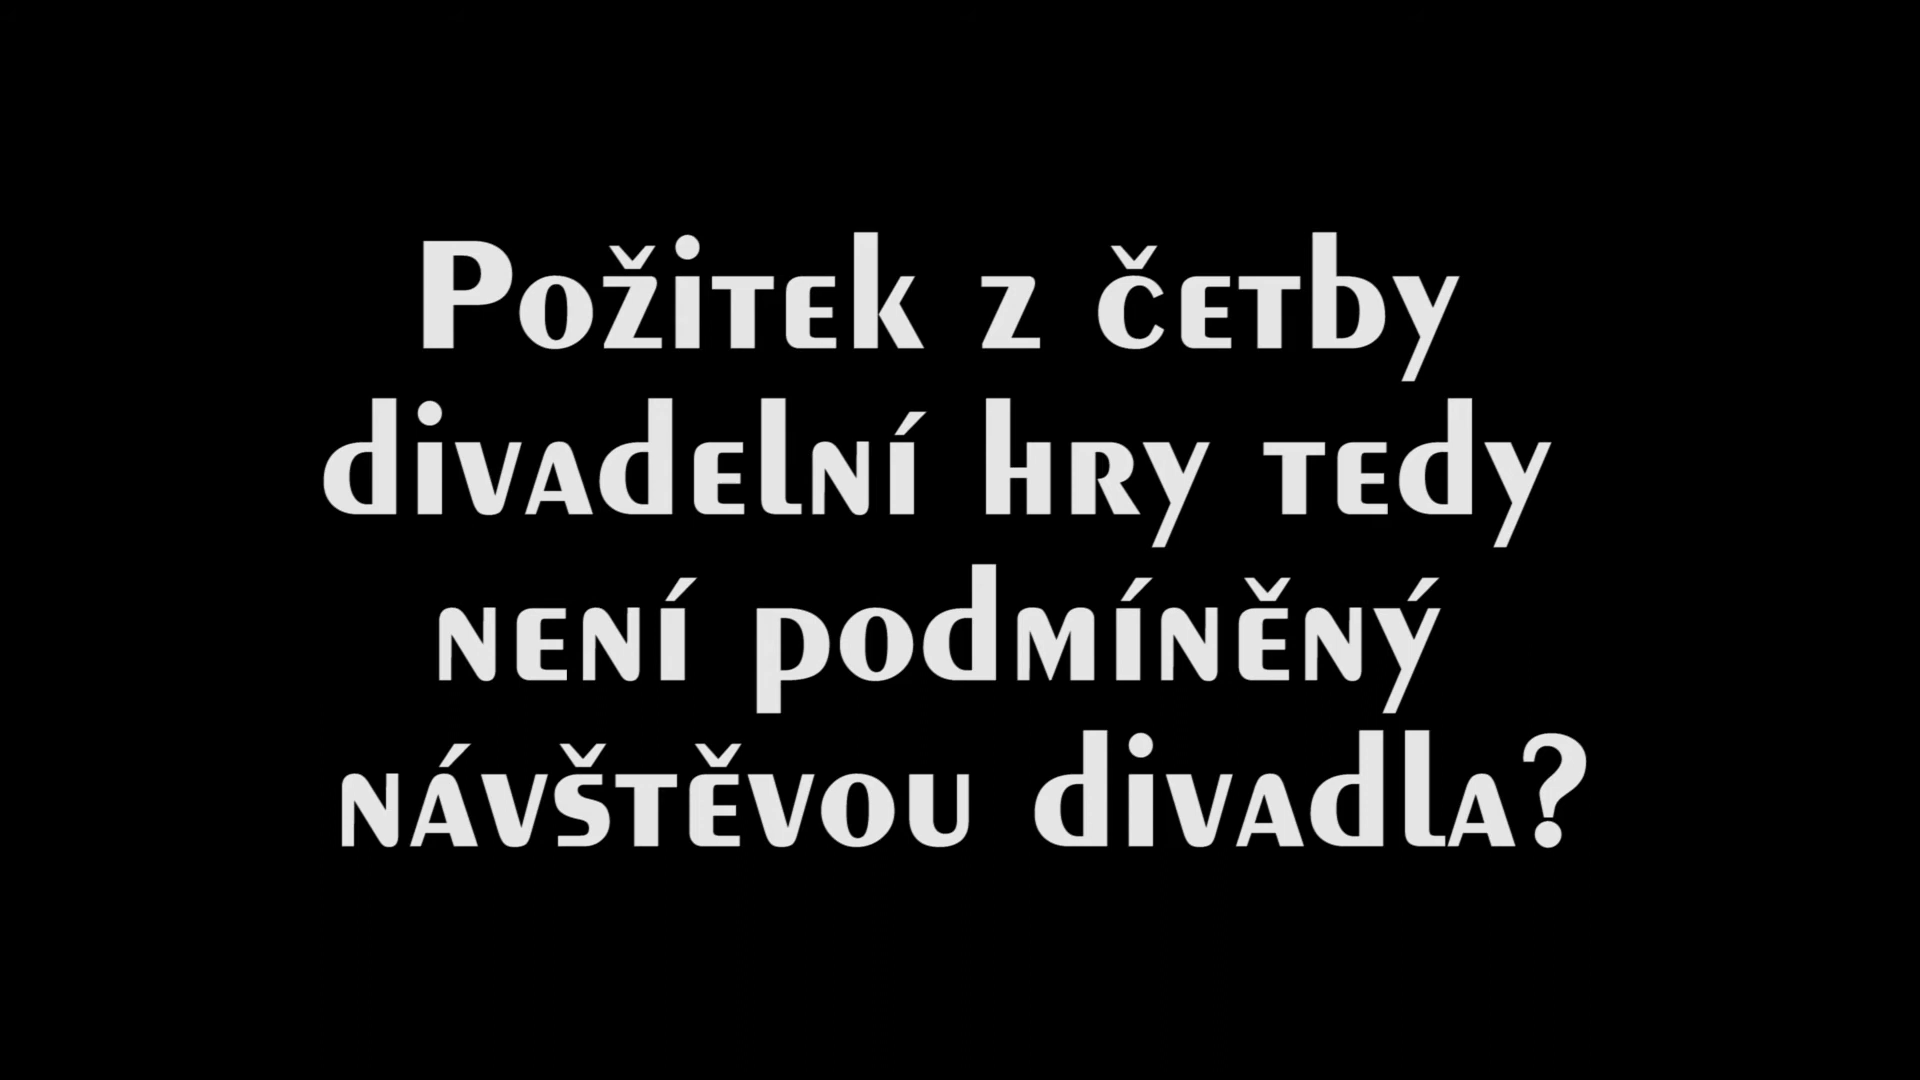 Požitek z četby
divadelní hry tedy
není podmíněný
návštěvou divadla?